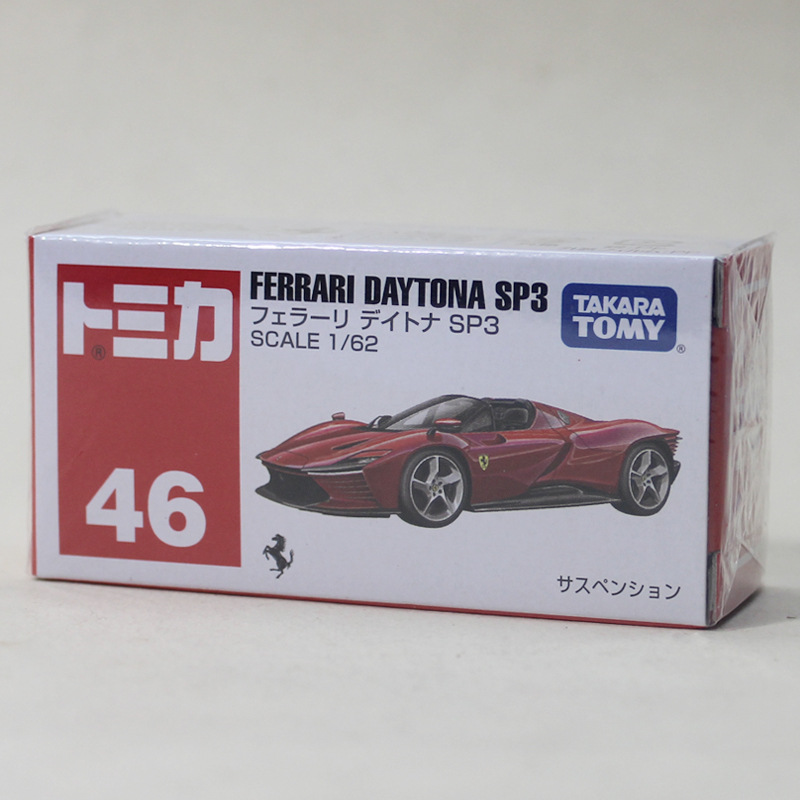 トミカ®
46
FERRARI DAYTONA SP3
フェラーリ デイトナ SP3
SCALE 1/62
TAKARA
TOMY®
サスペンション